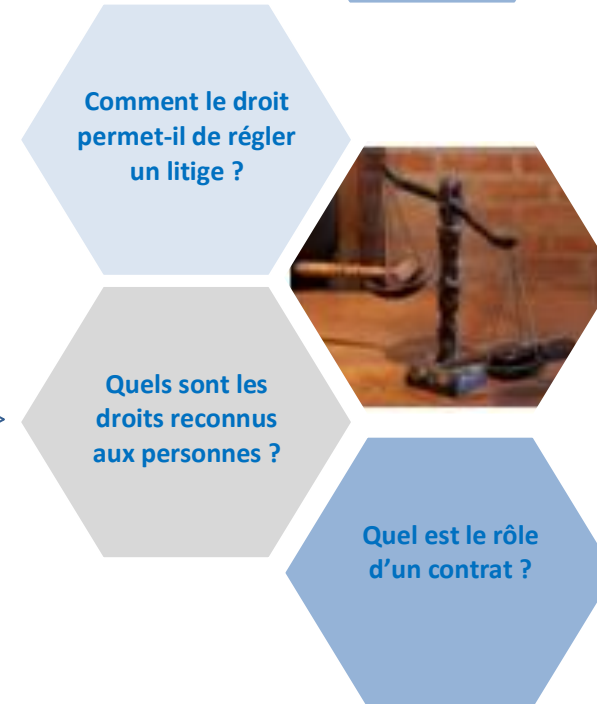 Comment le droit
permet-il de régler
un litige ?
Quels sont les
droits reconnus
aux personnes ?
Quel est le rôle
d’un contrat ?